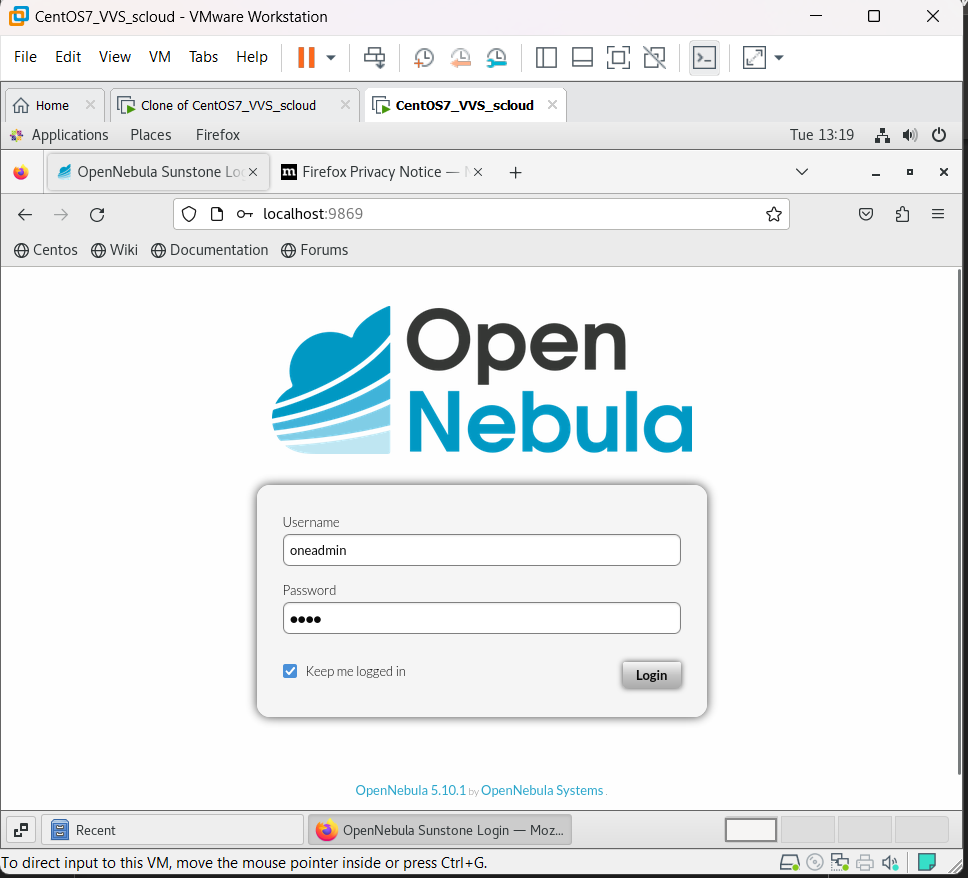 CentOS7_VVS_scloud - VMware Workstation
File Edit View VM Tabs Help
Home Clone of CentOS7_VVS_scloud CentOS7_VVS_scloud
Applications Places Firefox Tue 13:19
OpenNebula Sunstone Lo m Firefox Privacy Notice —
localhost:9869
Centos Wiki Documentation Forums
Open
Nebula
Username
oneadmin
Password
Keep me logged in Login
OpenNebula 5.10.1 by OpenNebula Systems .
Recent OpenNebula Sunstone Login — Moz...
To direct input to this VM, move the mouse pointer inside or press Ctrl+G.